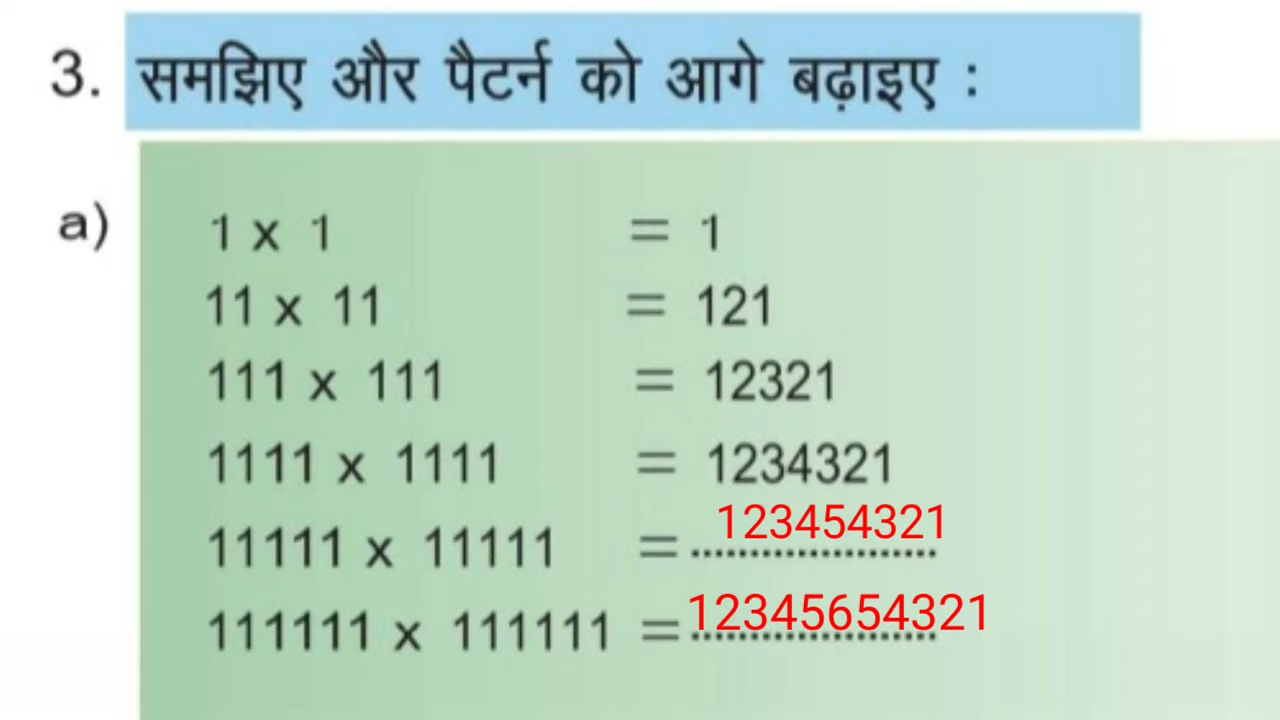 3. समझिए और पैटर्न को आगे बढ़ाइए :
a) 1 x 1 = 1
11 x 11 = 121
111 x 111 = 12321
1111 x 1111 = 1234321
11111 x 11111 = 123454321
111111 x 111111 = 12345654321